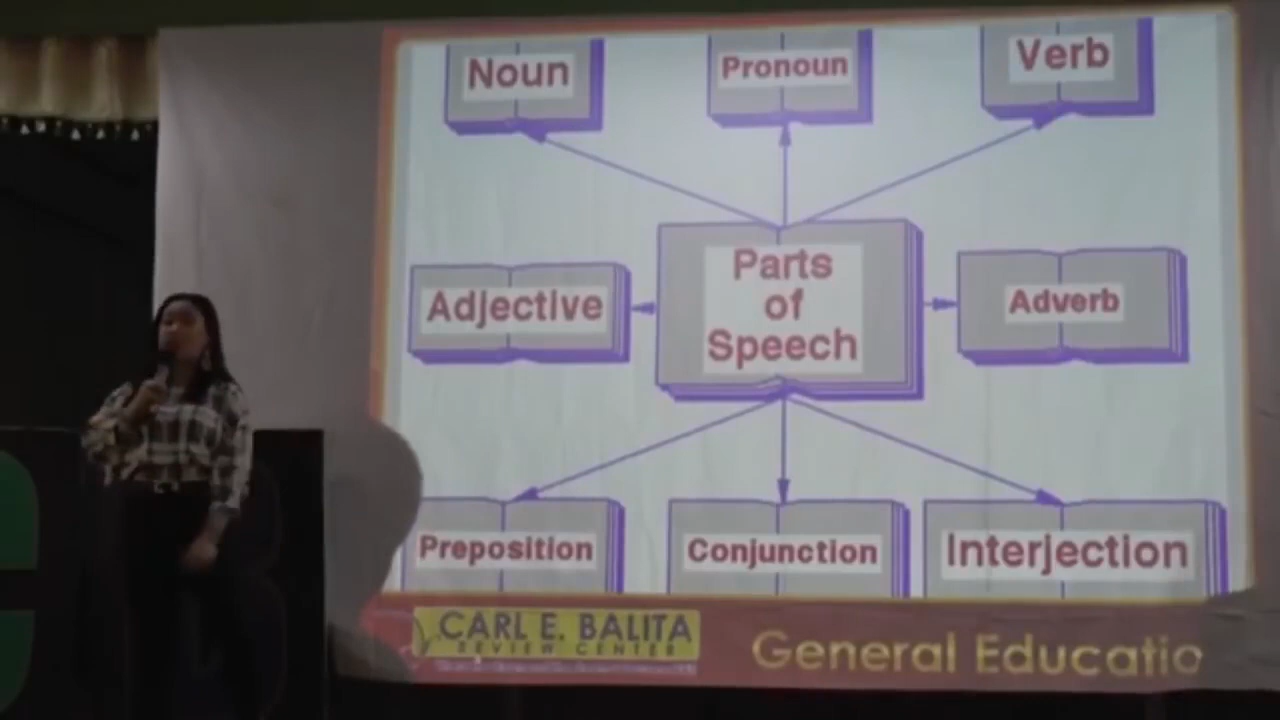 Noun
Pronoun
Verb
Adjective
Parts
of
Speech
Adverb
Preposition
Conjunction
Interjection
CARL E. BALITA
REVIEW CENTER
General Educatio